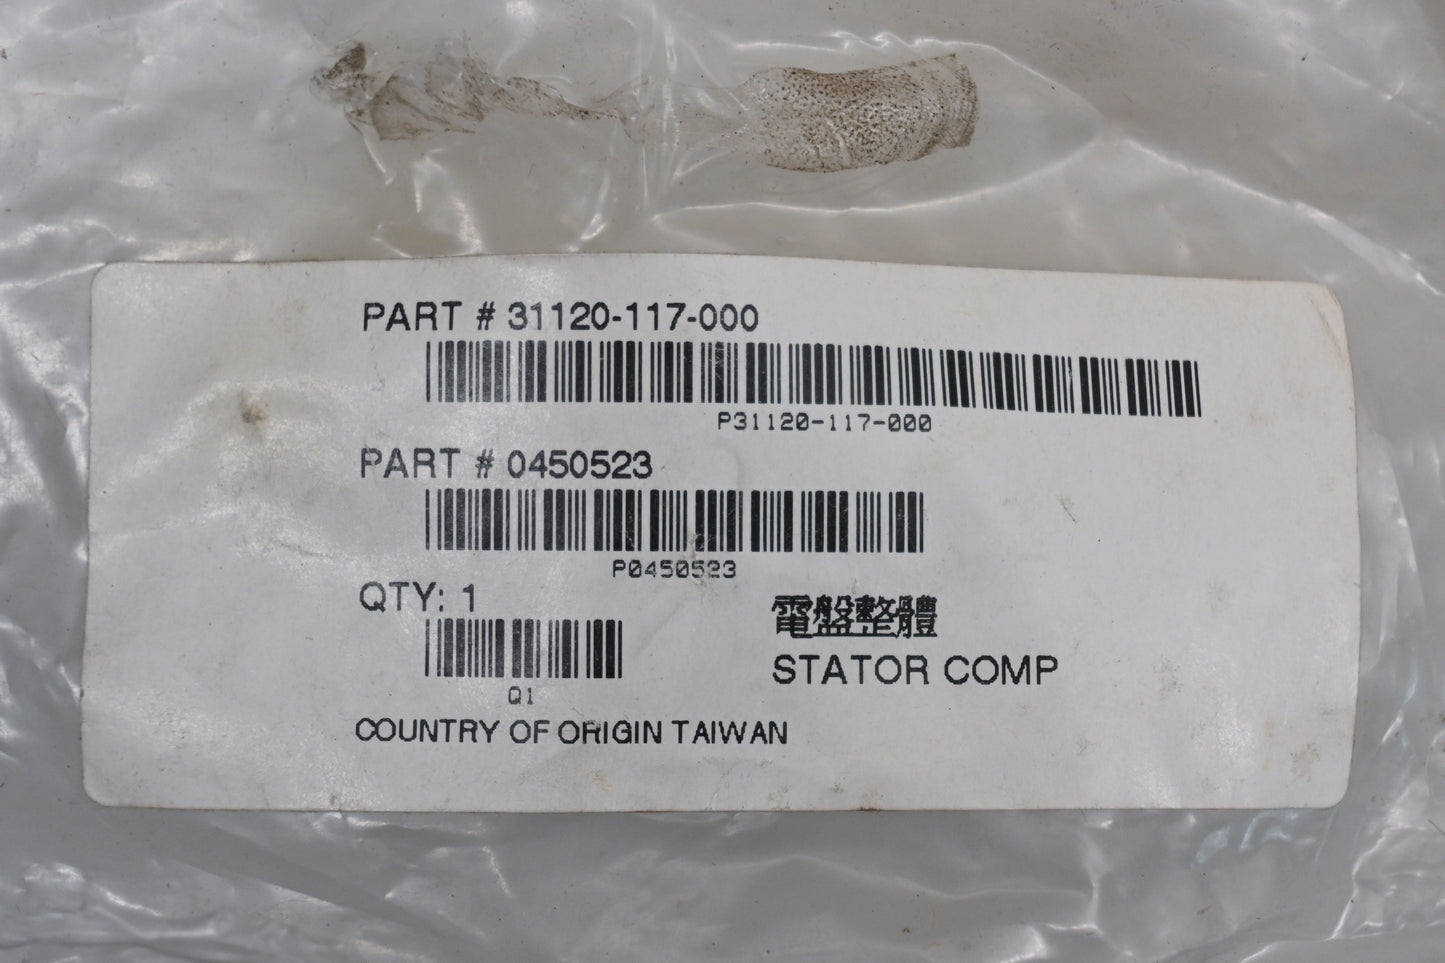 PART # 31120-117-000
P31120-117-000
PART # 0450523
P0450523
QTY: 1
Q1
電盤整體
STATOR COMP
COUNTRY OF ORIGIN TAIWAN